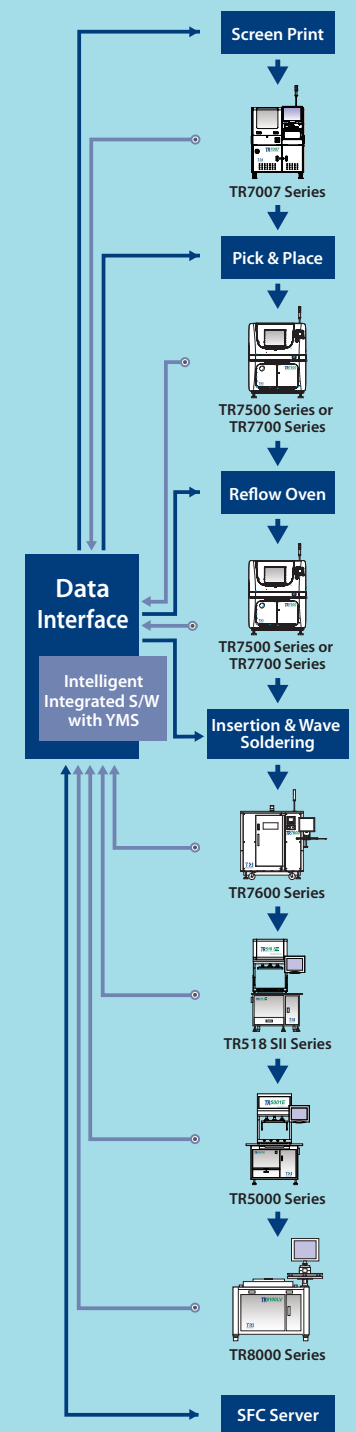 Screen Print
TR7007 Series
Pick & Place
TR7500 Series or
TR7700 Series
Reflow Oven
Data
Interface
Intelligent
Integrated S/W
with YMS
TR7500 Series or
TR7700 Series
Insertion & Wave
Soldering
TR7600 Series
TR518 SII Series
TR5001E
TR5000 Series
TR8000 Series
SFC Server